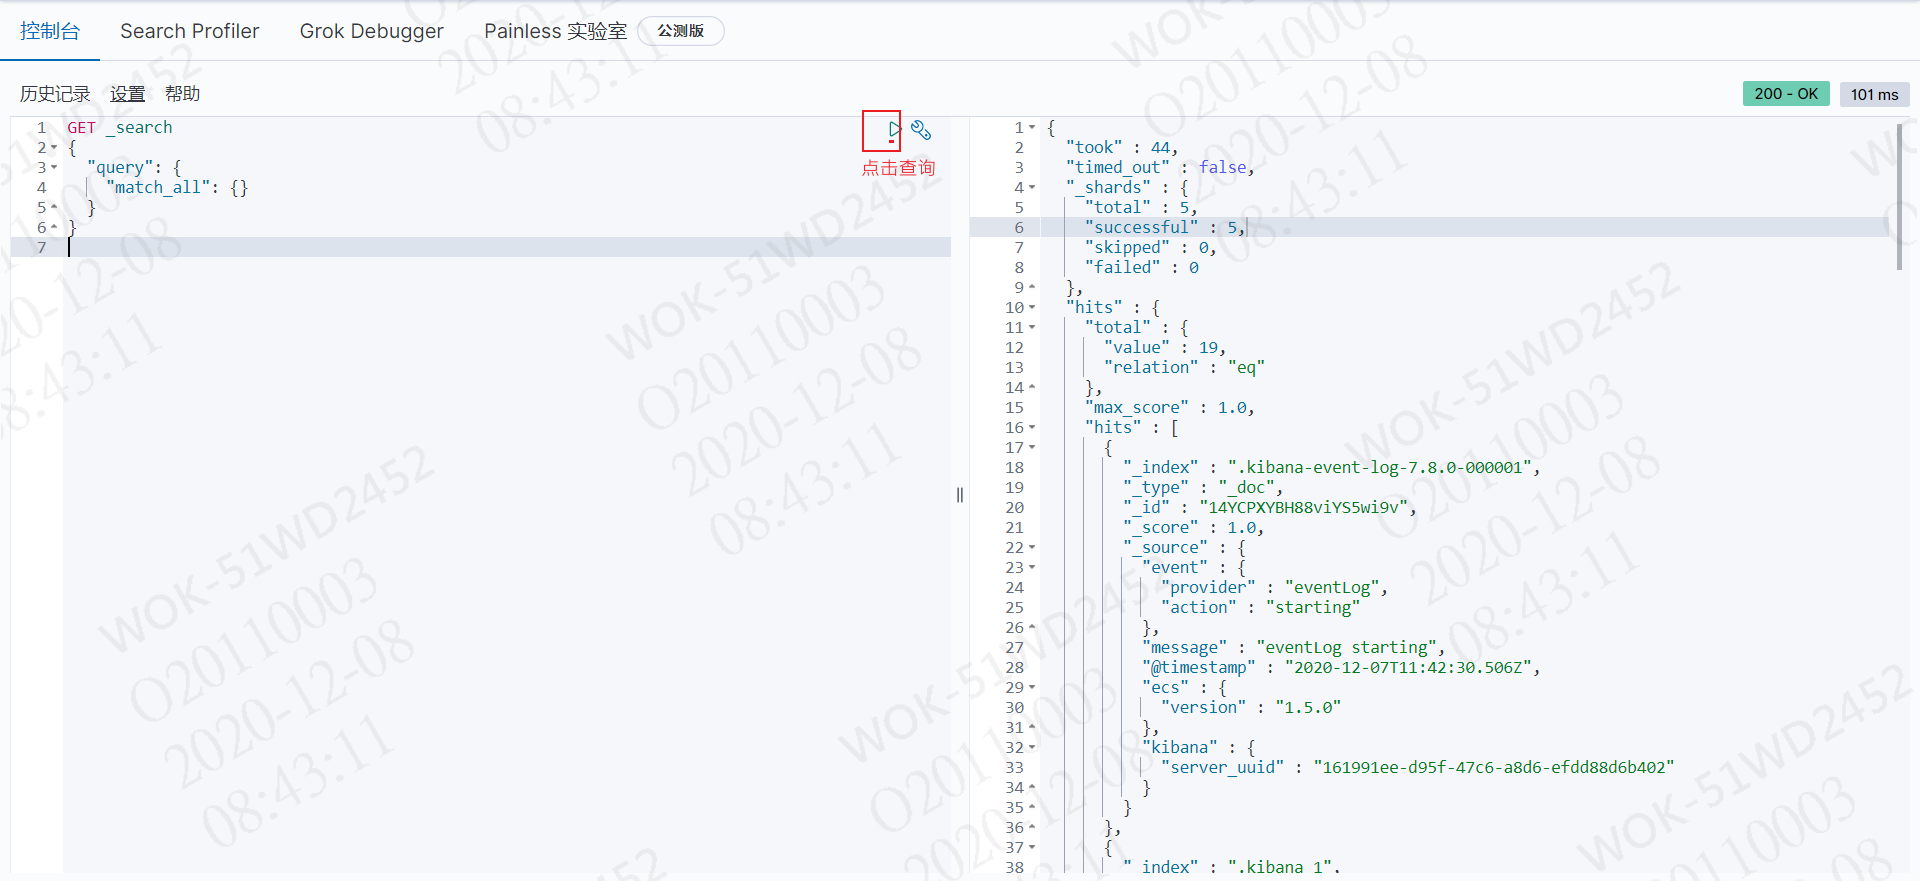 控制台 Search Profiler Grok Debugger Painless 实验室 公测版
历史记录 设置 帮助
200 - OK 101 ms
1 GET _search
2 {
3 "query": {
4 "match_all": {}
5 }
6 }
7
点击查询
1 {
2 "took" : 44,
3 "timed_out" : false,
4 "_shards" : {
5 "total" : 5,
6 "successful" : 5,
7 "skipped" : 0,
8 "failed" : 0
9 },
10 "hits" : {
11 "total" : {
12 "value" : 19,
13 "relation" : "eq"
14 },
15 "max_score" : 1.0,
16 "hits" : [
17 {
18 "_index" : ".kibana-event-log-7.8.0-000001",
19 "_type" : "_doc",
20 "_id" : "14YCPXYBH88viYS5wi9v",
21 "_score" : 1.0,
22 "_source" : {
23 "event" : {
24 "provider" : "eventLog",
25 "action" : "starting"
26 },
27 "message" : "eventLog starting",
28 "@timestamp" : "2020-12-07T11:42:30.506Z",
29 "ecs" : {
30 "version" : "1.5.0"
31 },
32 "kibana" : {
33 "server_uuid" : "161991ee-d95f-47c6-a8d6-efdd88d6b402"
34 }
35 }
36 },
37 {
38 "_index" : ".kibana_1",
WOK-51WD2452
O20110003
2020-12-08
08:43:11